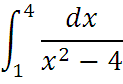 ∫₁⁴ dx / (x² − 4)